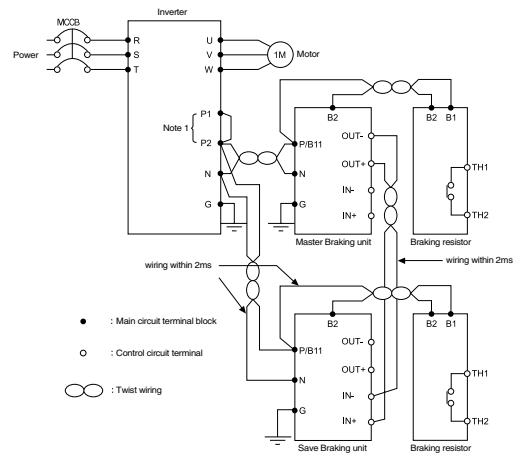 Inverter
MCCB
Power
R
S
T
U
V
W
1M
Motor
Note 1
P1
P2
N
G
B2
P/B11
N
G
OUT-
OUT+
IN-
IN+
Master Braking unit
B2
B1
TH1
TH2
Braking resistor
wiring within 2ms
wiring within 2ms
B2
P/B11
N
G
OUT-
OUT+
IN-
IN+
Save Braking unit
B2
B1
TH1
TH2
Braking resistor
: Main circuit terminal block
: Control circuit terminal
: Twist wiring